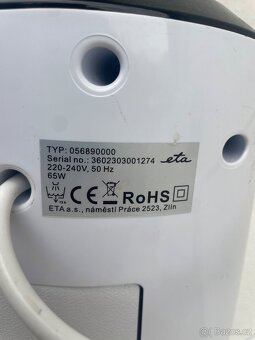 TYP: 056890000
Serial no.: 3602303001274 eta
220-240V, 50 Hz
65W
CE RoHS
ETA a.s., náměstí Práce 2523, Zlín